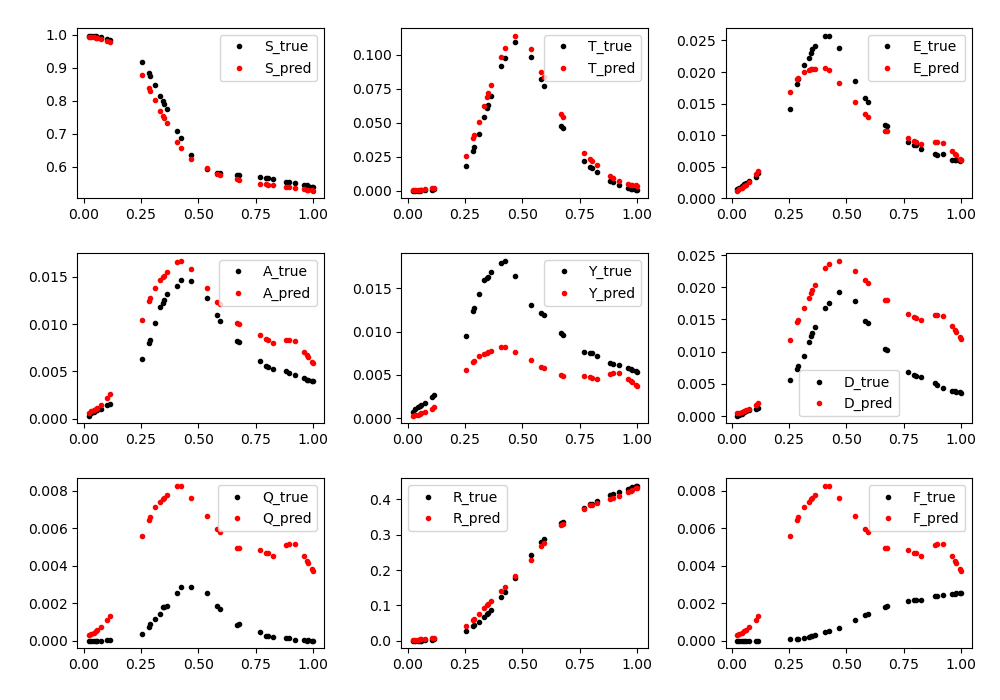 1.0
0.9
0.8
0.7
0.6
S_true
S_pred
0.00 0.25 0.50 0.75 1.00
0.100
0.075
0.050
0.025
0.000
T_true
T_pred
0.00 0.25 0.50 0.75 1.00
0.025
0.020
0.015
0.010
0.005
0.000
E_true
E_pred
0.00 0.25 0.50 0.75 1.00
0.015
0.010
0.005
0.000
A_true
A_pred
0.00 0.25 0.50 0.75 1.00
0.015
0.010
0.005
0.000
Y_true
Y_pred
0.00 0.25 0.50 0.75 1.00
0.025
0.020
0.015
0.010
0.005
0.000
D_true
D_pred
0.00 0.25 0.50 0.75 1.00
0.008
0.006
0.004
0.002
0.000
Q_true
Q_pred
0.00 0.25 0.50 0.75 1.00
0.4
0.3
0.2
0.1
0.0
R_true
R_pred
0.00 0.25 0.50 0.75 1.00
0.008
0.006
0.004
0.002
0.000
F_true
F_pred
0.00 0.25 0.50 0.75 1.00